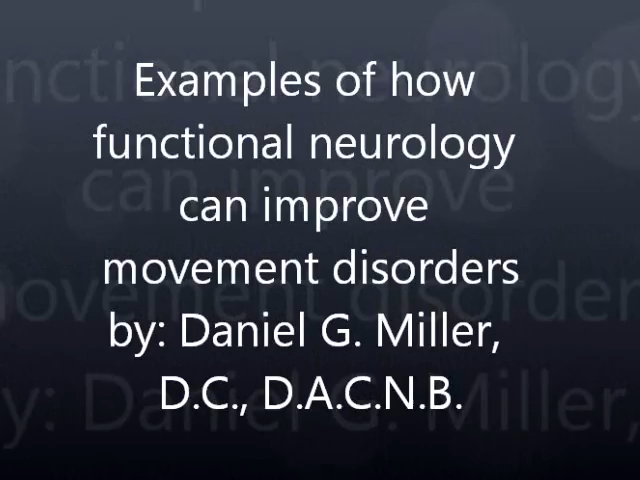 Examples of how
functional neurology
can improve
movement disorders
by: Daniel G. Miller,
D.C., D.A.C.N.B.